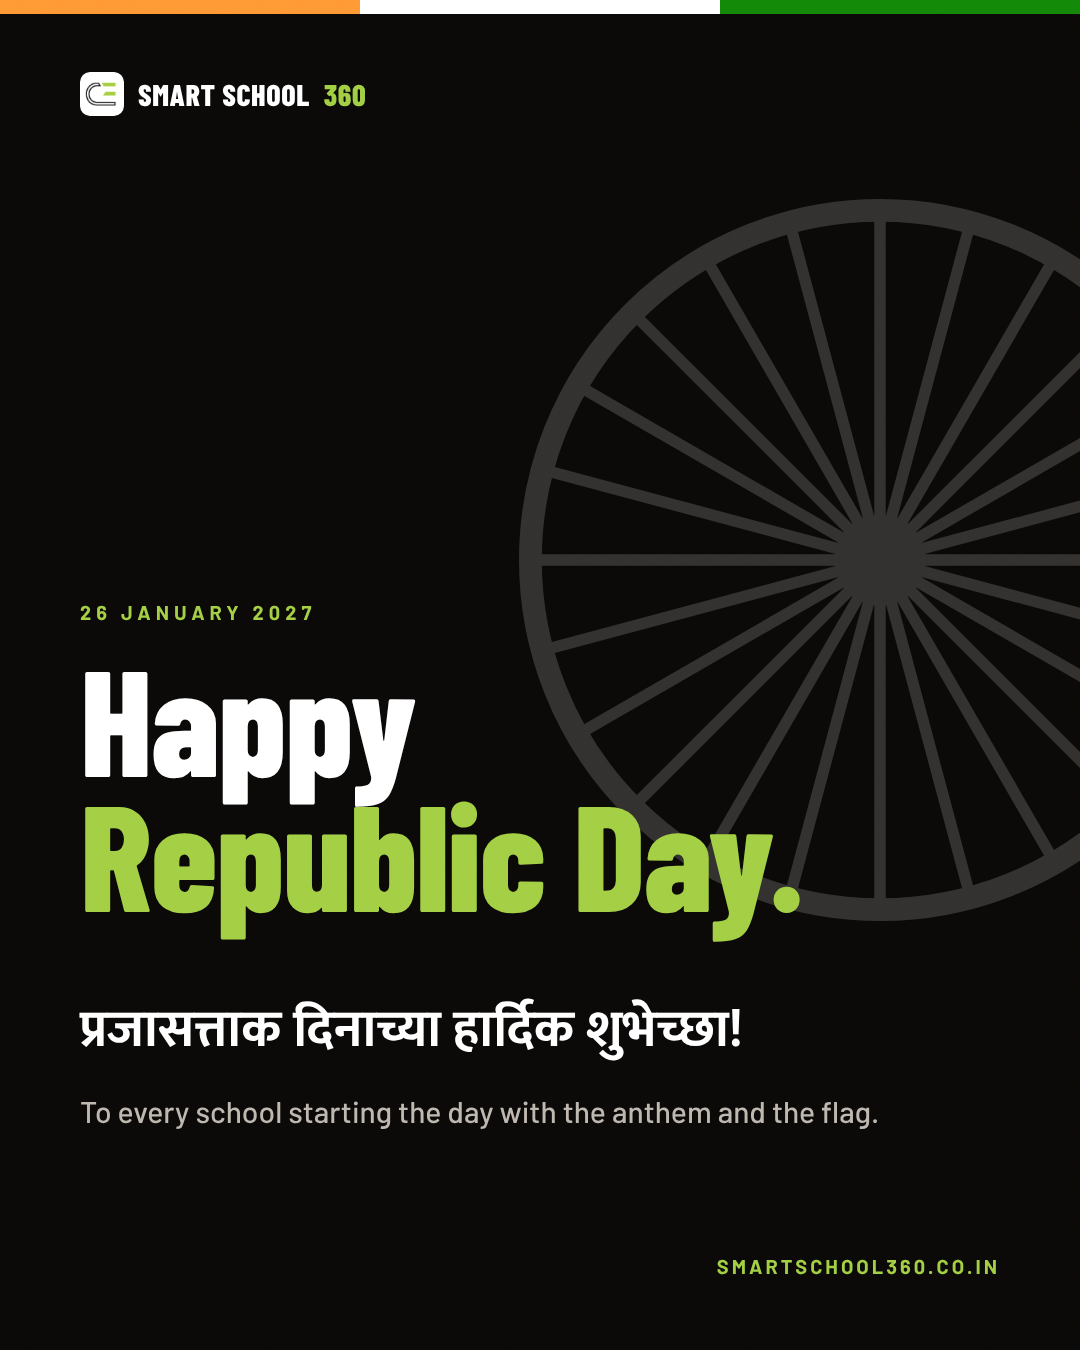 SMART SCHOOL 360
26 JANUARY 2027
Happy
Republic Day.
प्रजासत्ताक दिनाच्या हार्दिक शुभेच्छा!
To every school starting the day with the anthem and the flag.
SMARTSCHOOL360.CO.IN